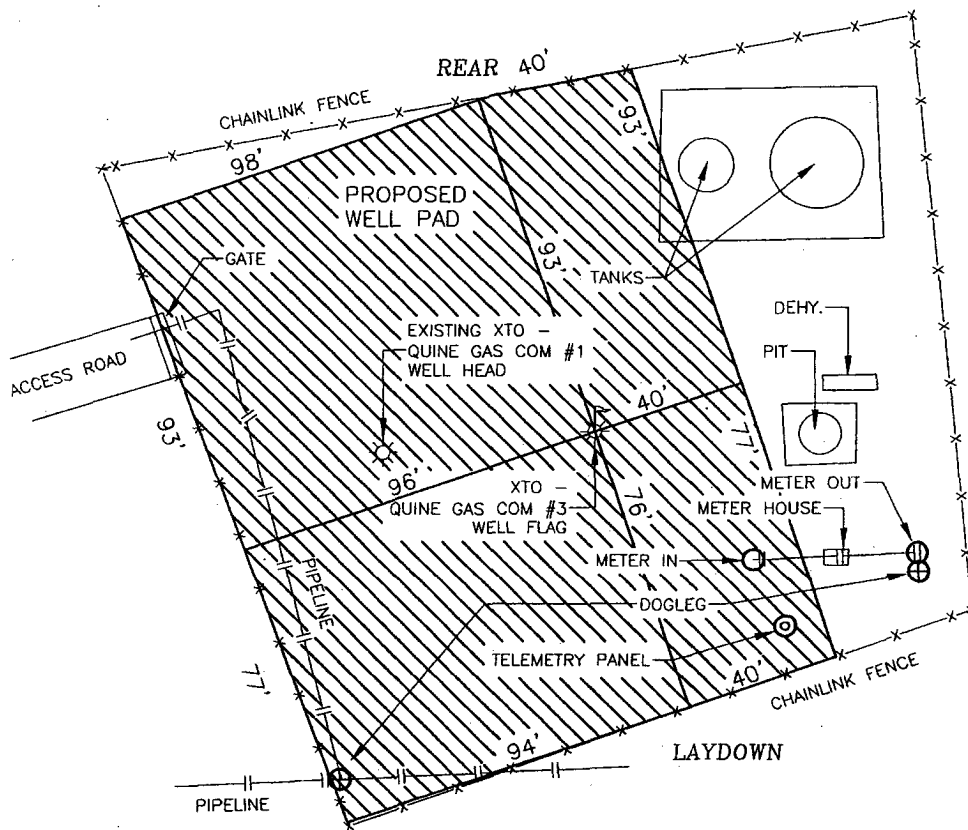 REAR 40'
CHAINLINK FENCE
98'
93'
PROPOSED
WELL PAD
GATE
93'
TANKS
DEHY.
EXISTING XTO –
QUINE GAS COM #1
WELL HEAD
PIT
ACCESS ROAD
40'
93'
77'
96'
METER OUT
XTO –
QUINE GAS COM #3
WELL FLAG
76'
METER HOUSE
METER IN
PIPELINE
DOGLEG
TELEMETRY PANEL
77'
40'
CHAINLINK FENCE
94'
LAYDOWN
PIPELINE